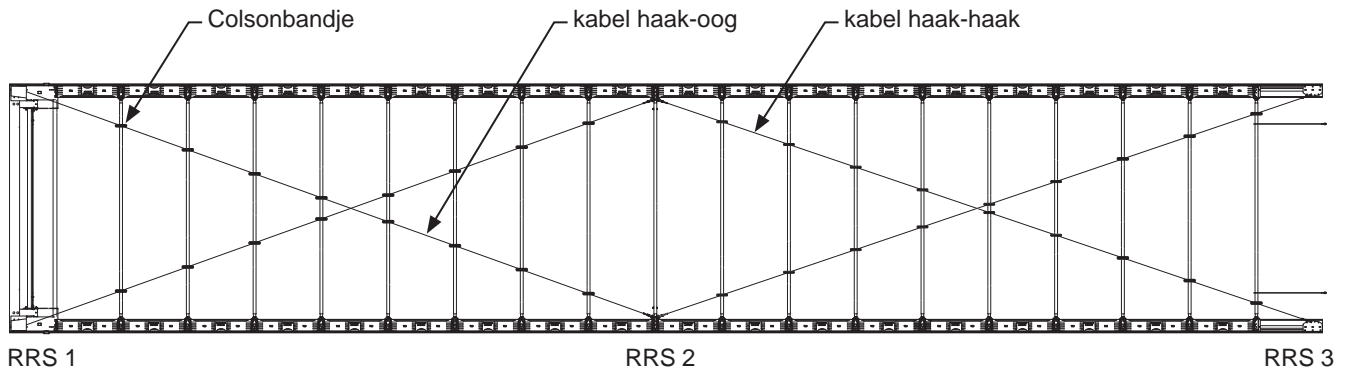 Colsonbandje
kabel haak-oog
kabel haak-haak
RRS 1
RRS 2
RRS 3